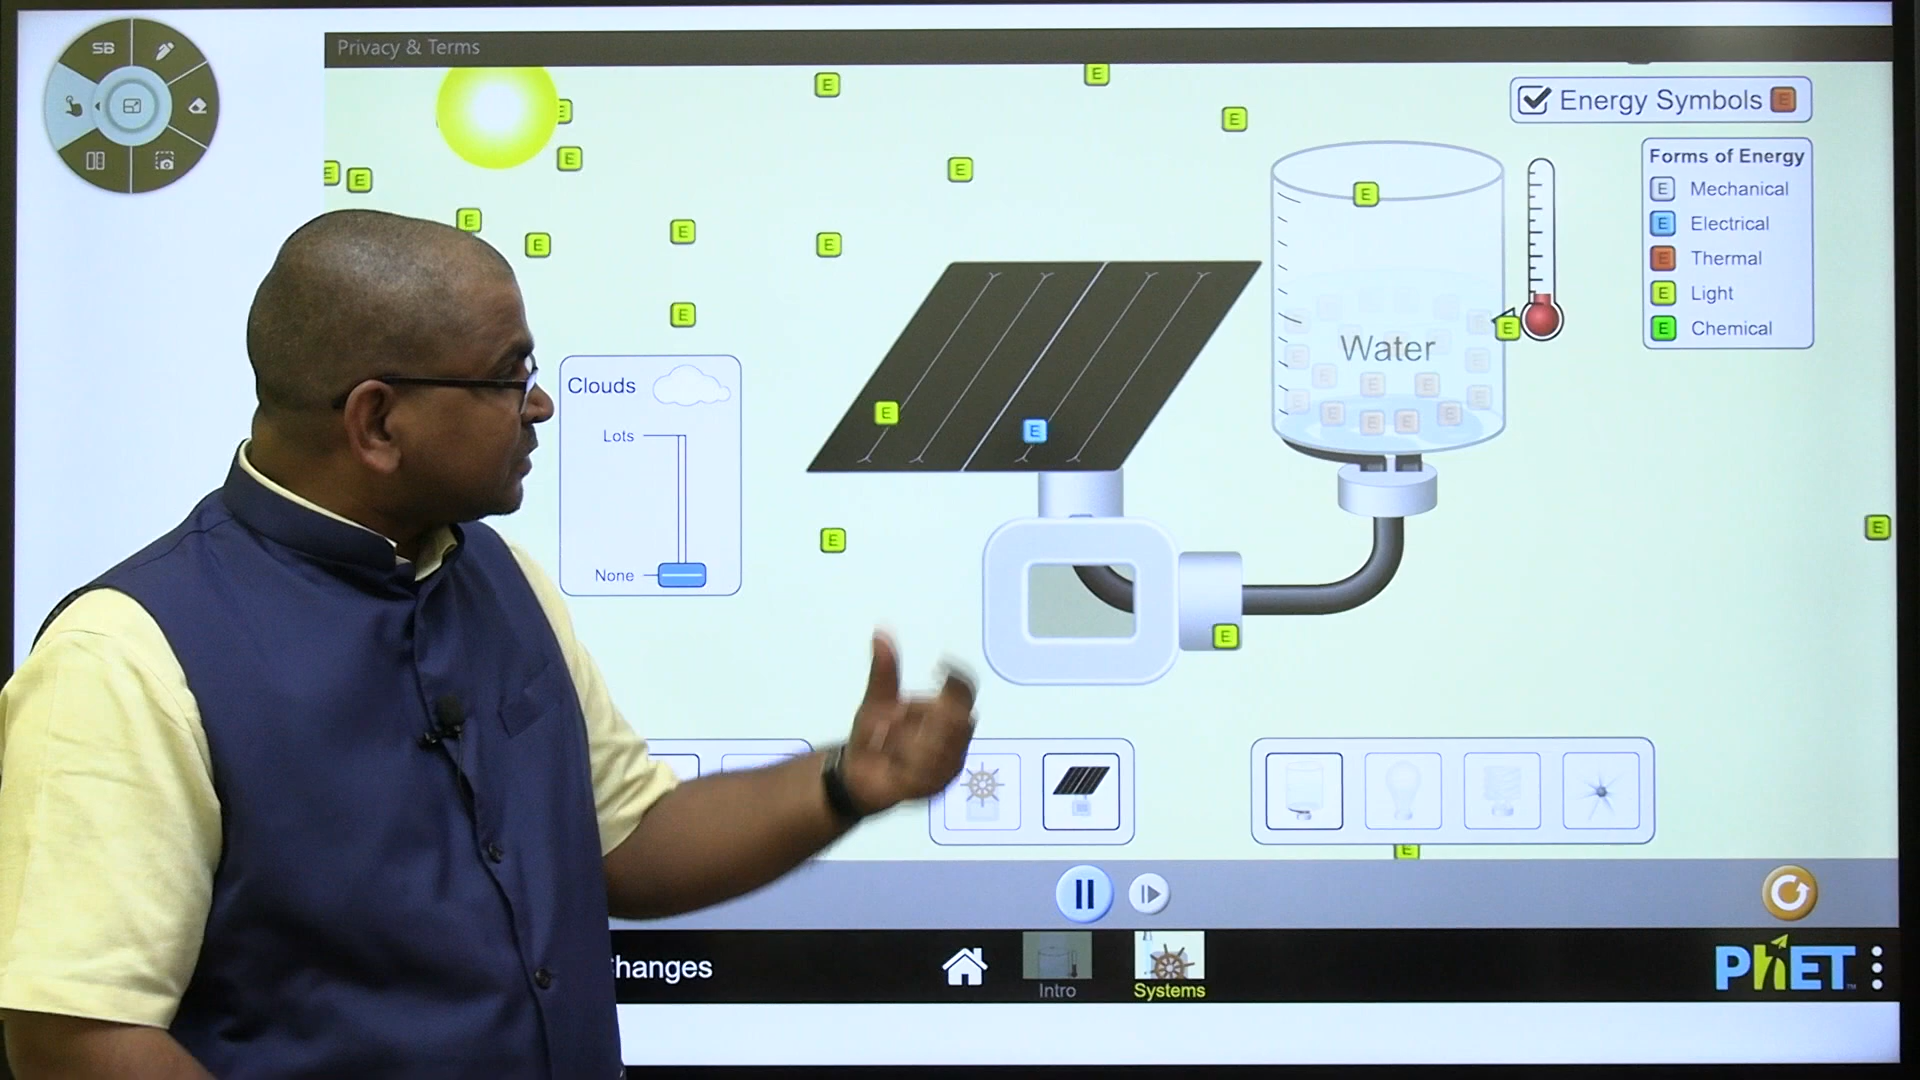 SB
Privacy & Terms
Energy Symbols E
Forms of Energy
E Mechanical
E Electrical
E Thermal
E Light
E Chemical
Clouds
Lots
None
Water
hanges
Intro
Systems
PhET